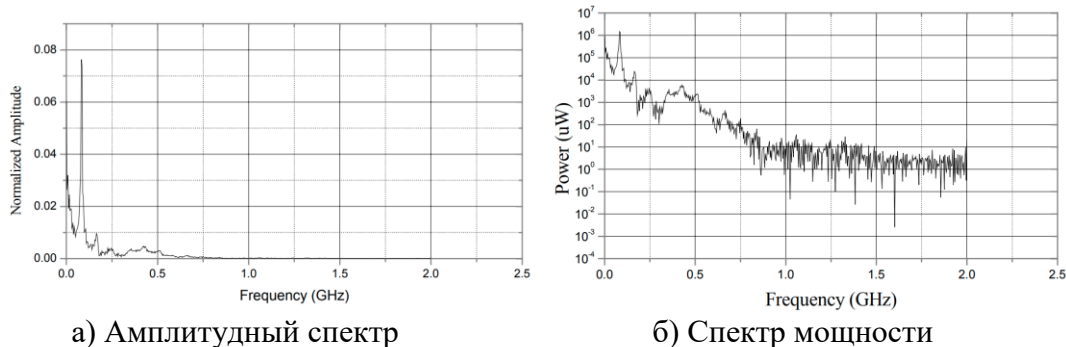 Normalized Amplitude
0.08
0.06
0.04
0.02
0.00
0.0 0.5 1.0 1.5 2.0 2.5
Frequency (GHz)
а) Амплитудный спектр
Power (uW)
10⁷
10⁶
10⁵
10⁴
10³
10²
10¹
10⁰
10⁻¹
10⁻²
10⁻³
10⁻⁴
0.0 0.5 1.0 1.5 2.0 2.5
Frequency (GHz)
б) Спектр мощности